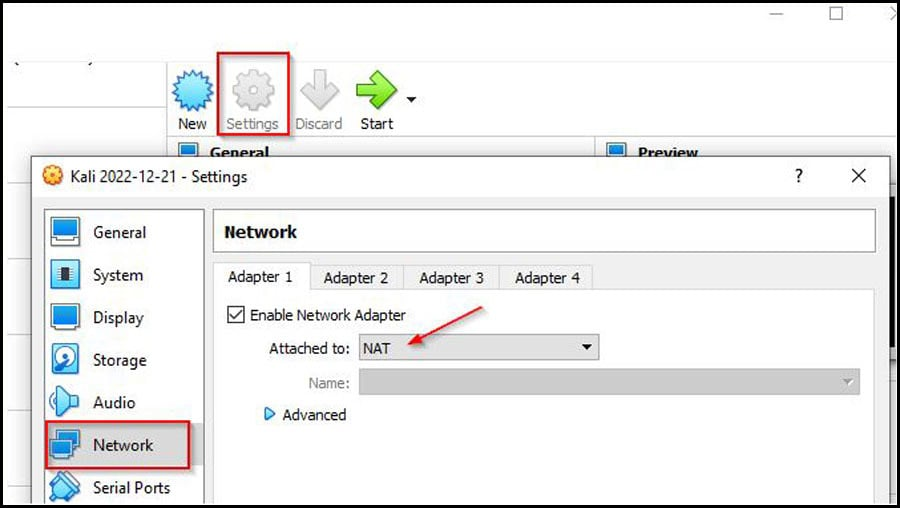 New
Settings
Discard
Start
General
Preview
Kali 2022-12-21 - Settings
?
General
System
Display
Storage
Audio
Network
Serial Ports
Network
Adapter 1
Adapter 2
Adapter 3
Adapter 4
Enable Network Adapter
Attached to: NAT
Name:
Advanced